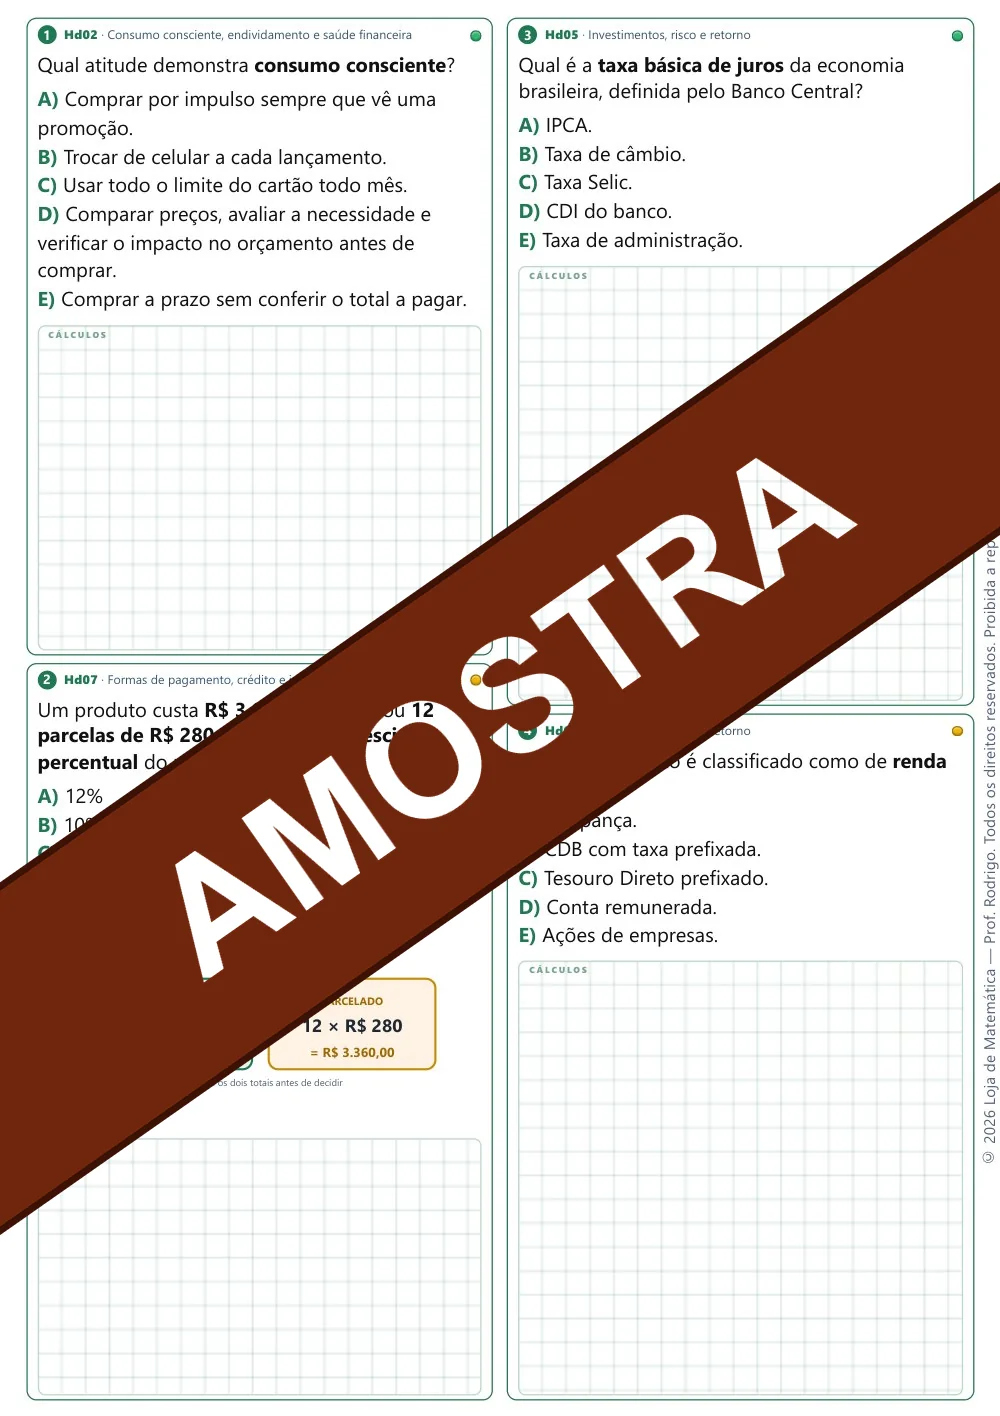 1 Hd02 · Consumo consciente, endividamento e saúde financeira
Qual atitude demonstra consumo consciente?
A) Comprar por impulso sempre que vê uma
promoção.
B) Trocar de celular a cada lançamento.
C) Usar todo o limite do cartão todo mês.
D) Comparar preços, avaliar a necessidade e
verificar o impacto no orçamento antes de
comprar.
E) Comprar a prazo sem conferir o total a pagar.
CÁLCULOS
2 Hd07 · Formas de pagamento, crédito e
Um produto custa R$ 3 ou 12
parcelas de R$ 280
percentual do
A) 12%
B)
PARCELADO
12 × R$ 280
= R$ 3.360,00
os dois totais antes de decidir
3 Hd05 · Investimentos, risco e retorno
Qual é a taxa básica de juros da economia
brasileira, definida pelo Banco Central?
A) IPCA.
B) Taxa de câmbio.
C) Taxa Selic.
D) CDI do banco.
E) Taxa de administração.
CÁLCULOS
retorno
é classificado como de renda
CDB com taxa prefixada.
C) Tesouro Direto prefixado.
D) Conta remunerada.
E) Ações de empresas.
CÁLCULOS
AMOSTRA
© 2026 Loja de Matemática — Prof. Rodrigo. Todos os direitos reservados. Proibida a rep